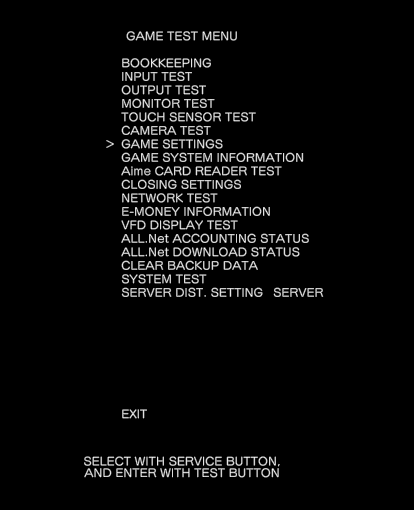 GAME TEST MENU
BOOKKEEPING
INPUT TEST
OUTPUT TEST
MONITOR TEST
TOUCH SENSOR TEST
CAMERA TEST
> GAME SETTINGS
GAME SYSTEM INFORMATION
Aime CARD READER TEST
CLOSING SETTINGS
NETWORK TEST
E-MONEY INFORMATION
VFD DISPLAY TEST
ALL.Net ACCOUNTING STATUS
ALL.Net DOWNLOAD STATUS
CLEAR BACKUP DATA
SYSTEM TEST
SERVER DIST. SETTING SERVER
EXIT
SELECT WITH SERVICE BUTTON,
AND ENTER WITH TEST BUTTON